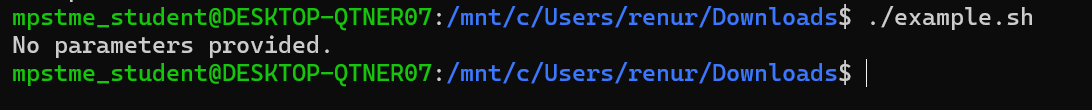 mpstme_student@DESKTOP-QTNER07:/mnt/c/Users/renur/Downloads$ ./example.sh
No parameters provided.
mpstme_student@DESKTOP-QTNER07:/mnt/c/Users/renur/Downloads$